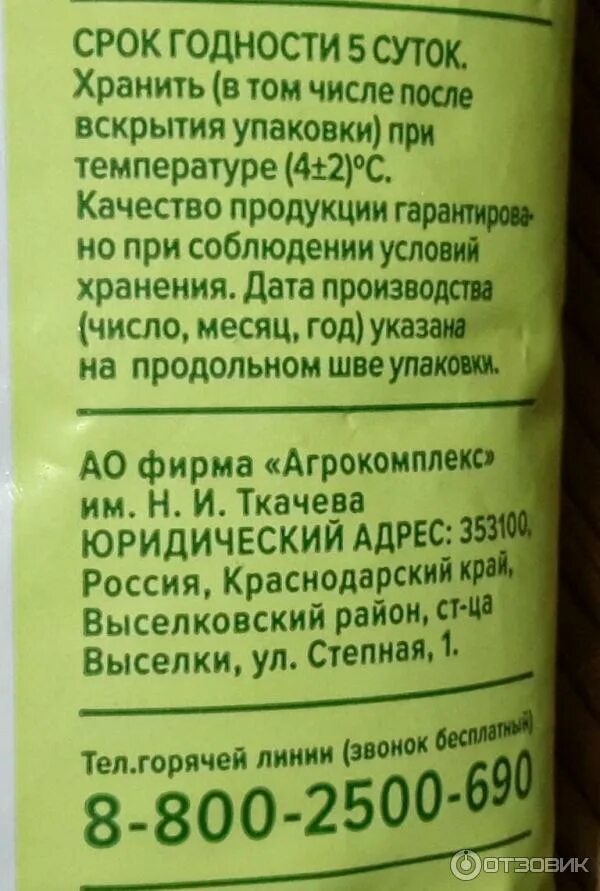 СРОК ГОДНОСТИ 5 СУТОК.
Хранить (в том числе после
вскрытия упаковки) при
температуре (4±2)°С.
Качество продукции гарантирова-
но при соблюдении условий
хранения. Дата производства
(число, месяц, год) указана
на продольном шве упаковки.
АО фирма «Агрокомплекс»
им. Н. И. Ткачева
ЮРИДИЧЕСКИЙ АДРЕС: 353100,
Россия, Краснодарский край,
Выселковский район, ст-ца
Выселки, ул. Степная, 1.
Тел.горячей линии (звонок бесплатный)
8-800-2500-690
ОТЗОВИК